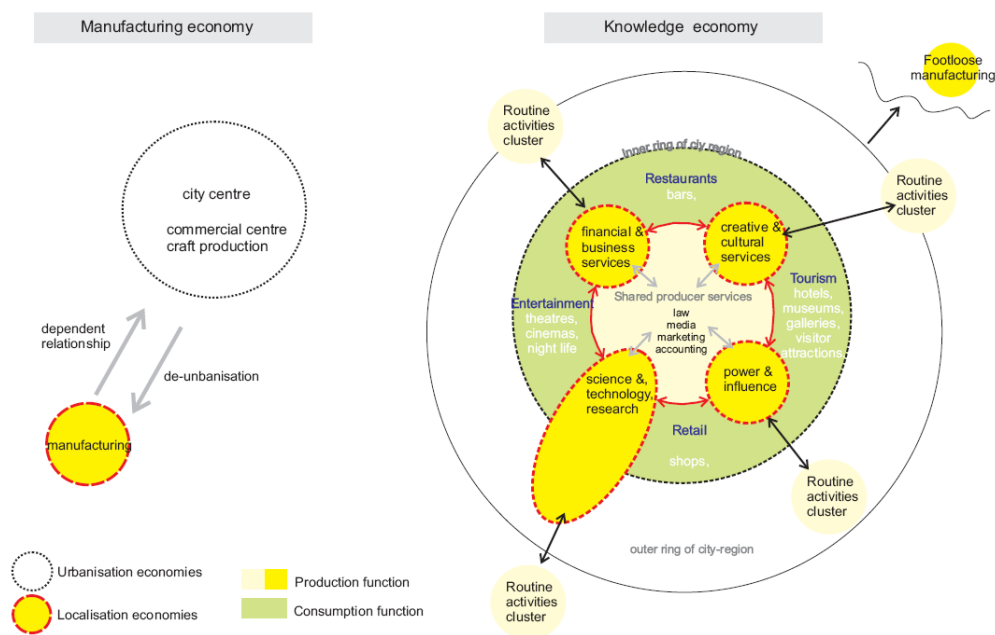 Manufacturing economy
Knowledge economy
city centre
commercial centre
craft production
dependent
relationship
de-urbanisation
manufacturing
Urbanisation economies
Localisation economies
Production function
Consumption function
Footloose
manufacturing
Routine
activities
cluster
Inner ring of ciy region
Routine
activities
cluster
Restaurants
bars,
financial &
business
services
creative &
cultural
services
Tourism
hotels,
museums,
galleries,
visitor
attractions,
Entertainment
theatres,
cinemas,
night life
Shared producer services
law
media
marketing
accounting
science &,
technology,
research
power &
influence
Retail
shops,
Routine
activities
cluster
outer ring of city-region
Routine
activities
cluster